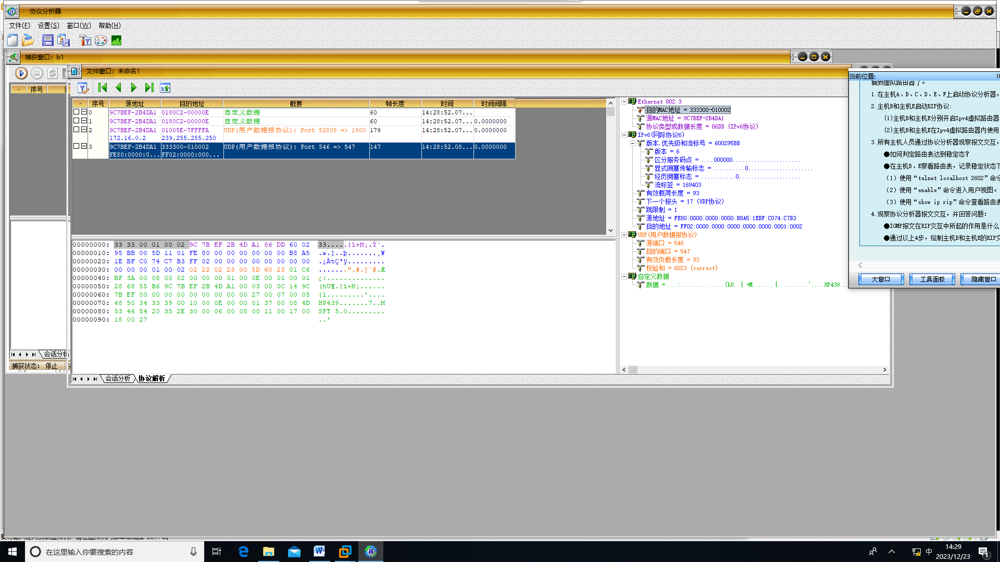 协议分析器
文件(F) 设置(S) 窗口(W) 帮助(H)
捕获窗口: b1
文件窗口: 未命名1
- 序号
- 序号 源地址 目的地址 概要 帧长度 时间 时间间隔
0 9C7BEF-2B4DA1 0180C2-00000E 自定义数据 60 14:28:52.07...
1 9C7BEF-2B4DA1 0180C2-00000E 自定义数据 60 14:28:52.07... 0.0000000
2 9C7BEF-2B4DA1 01005E-7FFFFA UDP(用户数据报协议): Port 52808 => 1900 179 14:28:52.07... 0.0000000
172.16.0.2 239.255.255.250
3 9C7BEF-2B4DA1 333300-010002 UDP(用户数据报协议): Port 546 => 547 147 14:28:52.08... 0.0000000
FE80:0000:0... FF02:0000:000...
00000000: 33 33 00 01 00 02 9C 7B EF 2B 4D A1 86 DD 60 02 33.....{ï+M¡.Ý`.
00000010: 95 BB 00 5D 11 01 FE 80 00 00 00 00 00 00 B8 A5 .».]..þ.......¸¥
00000020: 1E BF C0 74 C7 B3 FF 02 00 00 00 00 00 00 00 00 .¿ÀtÇ³ÿ.........
00000030: 00 00 00 01 00 02 02 22 02 23 00 5D 60 23 01 C6 .......".#.]`#.Æ
00000040: BF 3A 00 08 00 02 00 00 00 01 00 0E 00 01 00 01 ¿:..............
00000050: 28 68 55 B6 9C 7B EF 2B 4D A1 00 03 00 0C 14 9C (hU¶.{ï+M¡......
00000060: 7B EF 00 00 00 00 00 00 00 00 00 27 00 07 00 05 {ï.........'....
00000070: 48 50 34 33 39 00 10 00 0E 00 00 01 37 00 08 4D HP439.......7..M
00000080: 53 46 54 20 35 2E 30 00 06 00 08 00 11 00 17 00 SFT 5.0.........
00000090: 18 00 27 ..'
会话分析 协议解析
会话分析
捕获状态: 停止
Ethernet 802.3
目的MAC地址 = 333300-010002
源MAC地址 = 9C7BEF-2B4DA1
协议类型或数据长度 = 86DD (IPv6协议)
IPv6(网际协议6)
版本,优先级和流标号 = 600295BB
版本 = 6
区分服务码点 = ....000000......................
显式拥塞传输标志 = ..........0.....................
经历拥塞标志 = ...........0....................
流标签 = 169403
有效载荷长度 = 93
下一个报头 = 17 (UDP协议)
跳限制 = 1
源地址 = FE80:0000:0000:0000:B8A5:1EBF:C074:C7B3
目的地址 = FF02:0000:0000:0000:0000:0000:0001:0002
UDP(用户数据报协议)
源端口 = 546
目的端口 = 547
有效负载长度 = 93
校验和 = 6023 (correct)
自定义数据
数据 = ...:..............(hU..{.+M.......{..........'....HP439...
当前位置:
抽到虚拟路由器了。
1.在主机A、B、C、D、E、F上启动协议分析器，
2.主机B和主机E启动RIP协议:
(1)主机B和主机E分别开启Ipv4虚拟路由器
(2)主机B和主机E在Ipv4虚拟路由器内使用
3.所有主机人员通过协议分析器观察报文交互，
●如何判定路由表达到稳定态?
●在主机B、E察看路由表，记录稳定状态下
（1）使用“telnet localhost 2602”命令
（2）使用“enable”命令进入用户视图。
（3）使用“show ip rip”命令查看路由表
4.观察协议分析器报文交互，并回答问题:
●IGMP报文在RIP交互中所起的作用是什么
●通过以上4步，绘制主机B和主机E的RIP交
大窗口 工具面板 隐藏窗口
在这里输入你要搜索的内容
中
14:29
2023/12/23
1